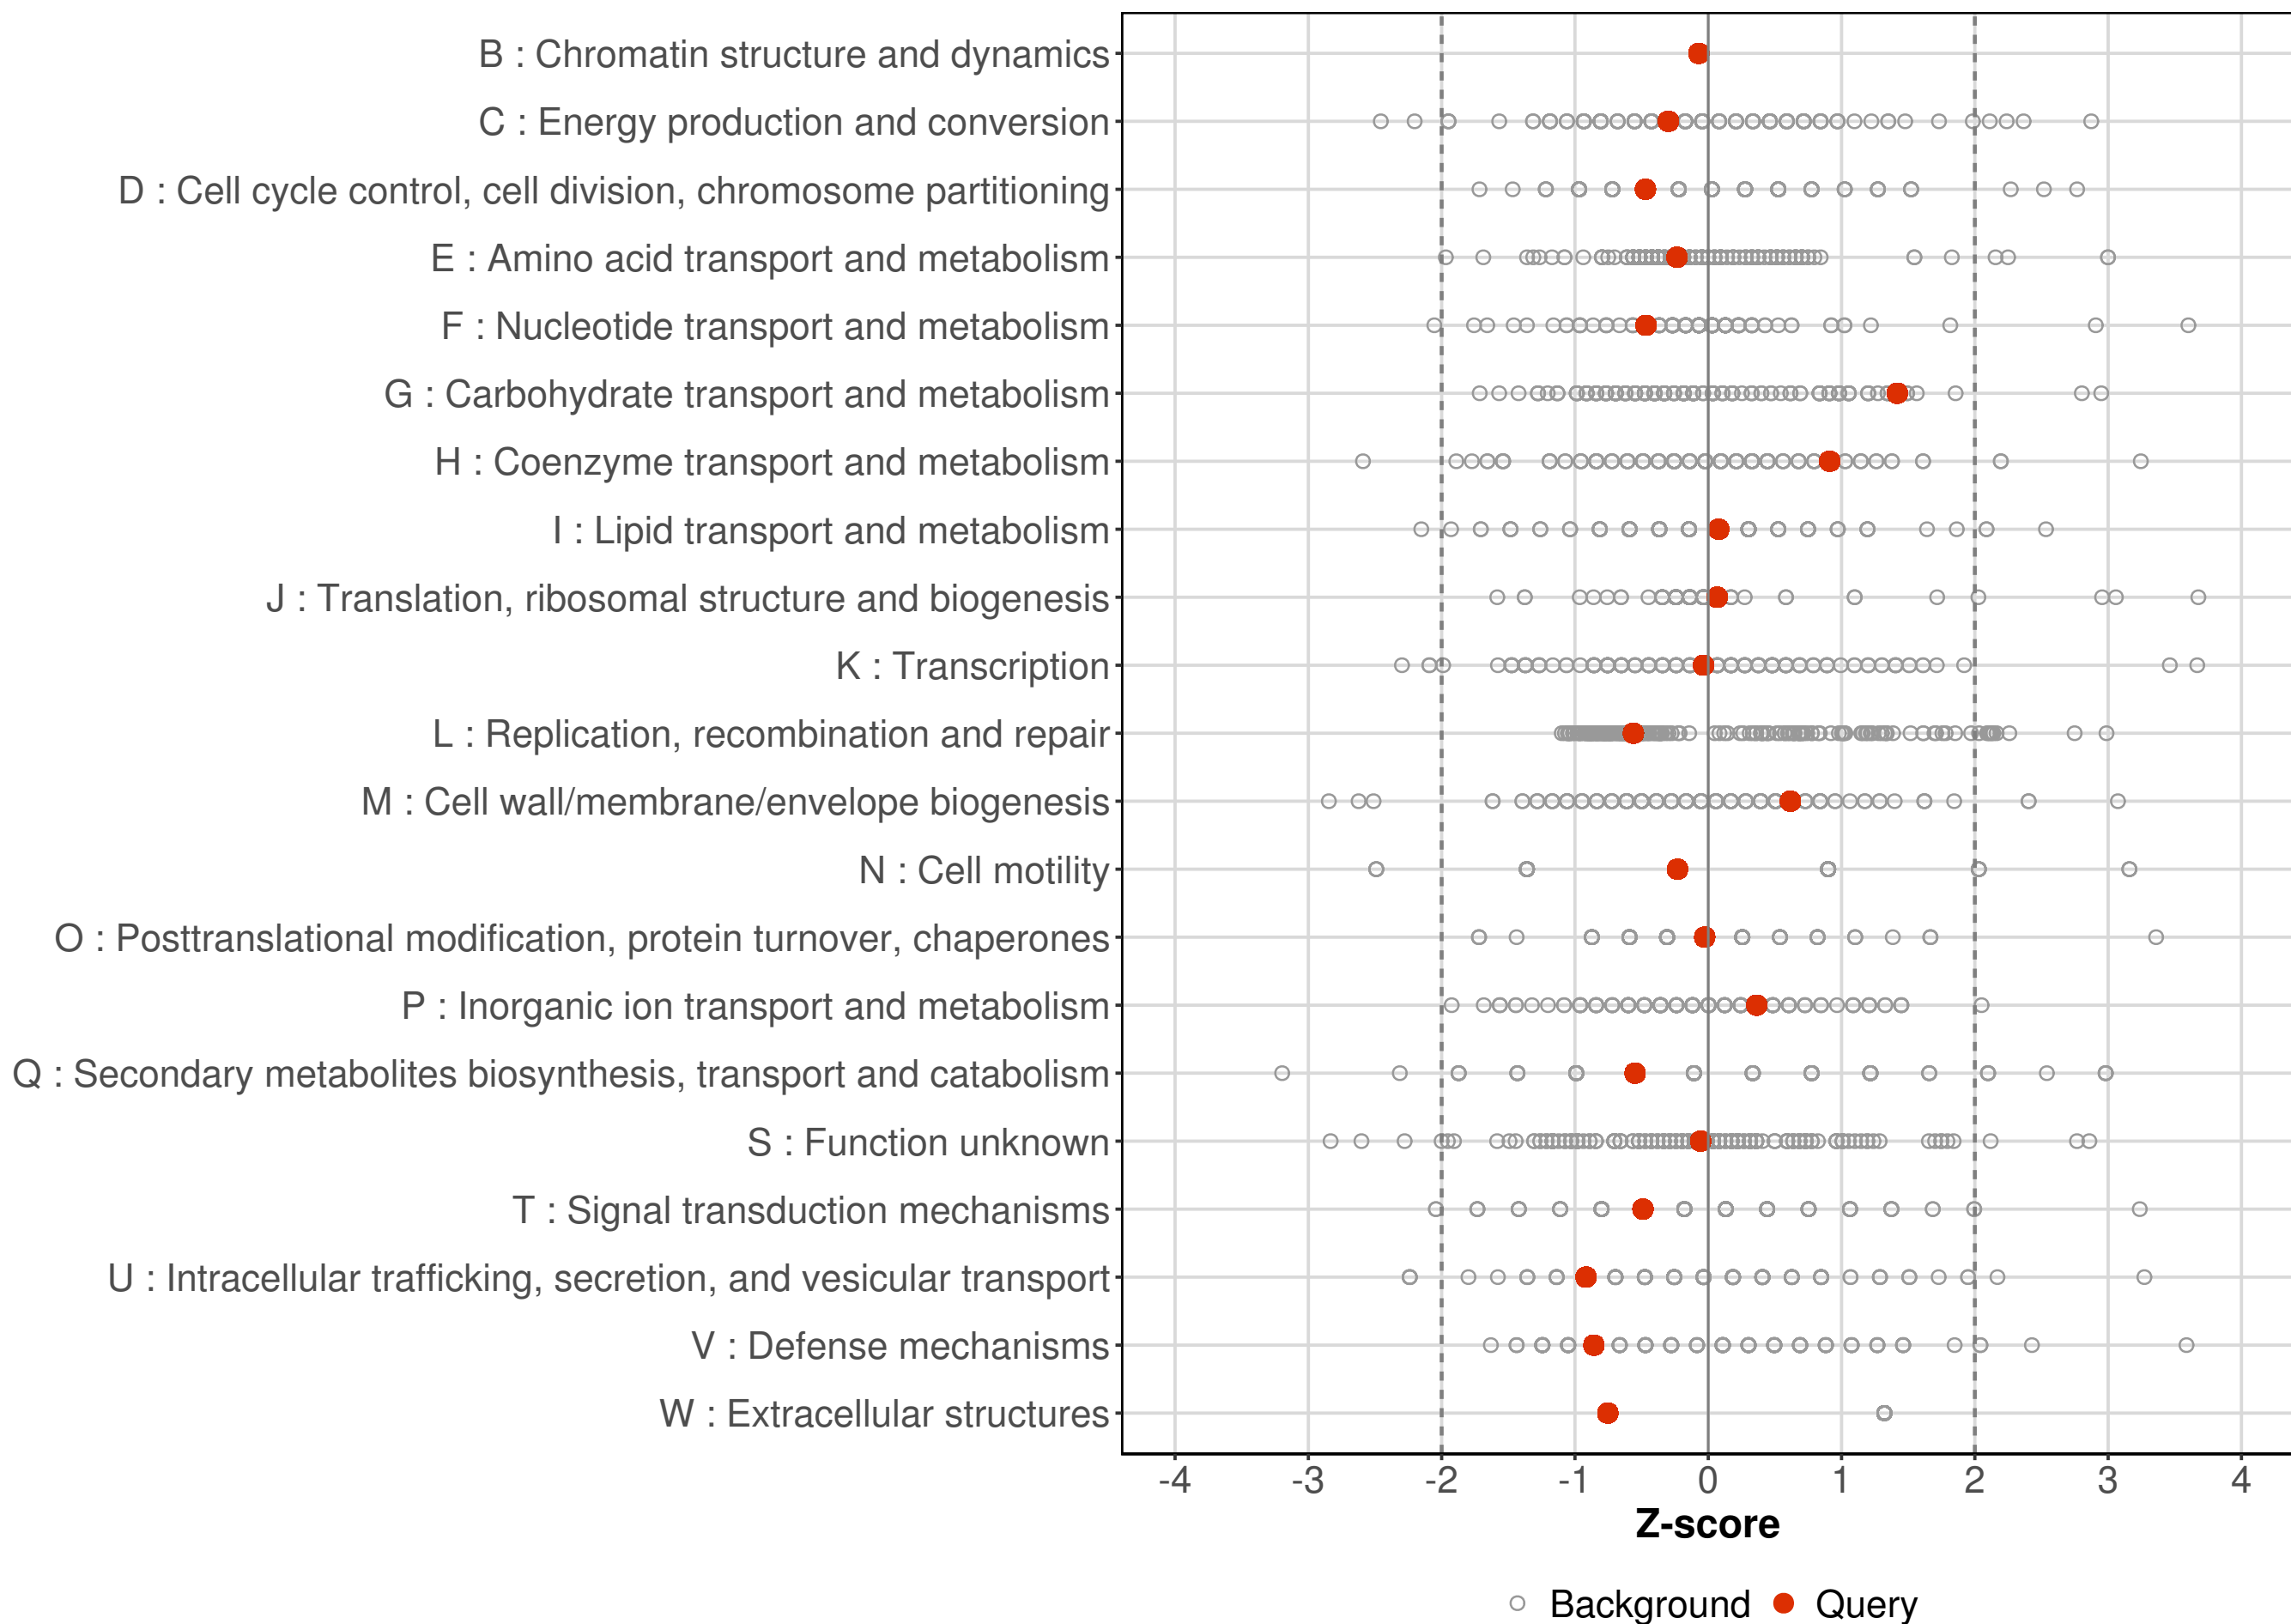 B : Chromatin structure and dynamics
C : Energy production and conversion
D : Cell cycle control, cell division, chromosome partitioning
E : Amino acid transport and metabolism
F : Nucleotide transport and metabolism
G : Carbohydrate transport and metabolism
H : Coenzyme transport and metabolism
I : Lipid transport and metabolism
J : Translation, ribosomal structure and biogenesis
K : Transcription
L : Replication, recombination and repair
M : Cell wall/membrane/envelope biogenesis
N : Cell motility
O : Posttranslational modification, protein turnover, chaperones
P : Inorganic ion transport and metabolism
Q : Secondary metabolites biosynthesis, transport and catabolism
S : Function unknown
T : Signal transduction mechanisms
U : Intracellular trafficking, secretion, and vesicular transport
V : Defense mechanisms
W : Extracellular structures
-4 -3 -2 -1 0 1 2 3 4
Z-score
Background Query